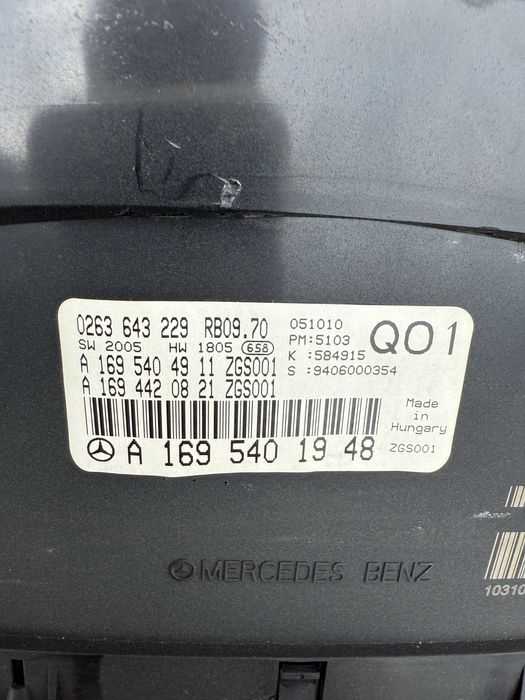 0263 643 229 RB09.70 051010 Q01
SW 2005 HW 1805 658 PM:5103
A 169 540 49 11 ZGS001 K :584915
A 169 442 08 21 ZGS001 S :9406000354
Made
in
Hungary
A 169 540 19 48 ZGS001
MERCEDES BENZ
10310